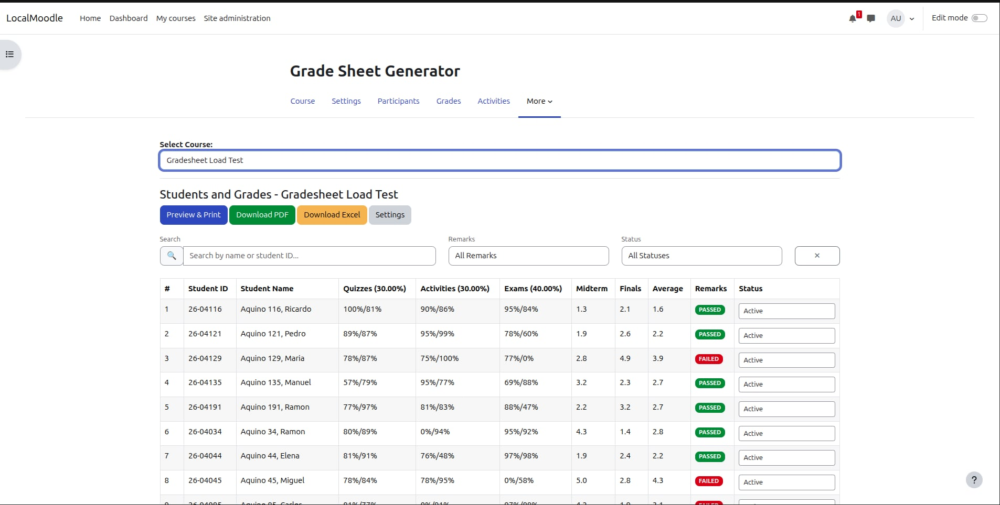 LocalMoodle Home Dashboard My courses Site administration 1 AU Edit mode
Grade Sheet Generator
Course Settings Participants Grades Activities More
Select Course:
Gradesheet Load Test
Students and Grades - Gradesheet Load Test
Preview & Print Download PDF Download Excel Settings
Search Remarks Status
Search by name or student ID... All Remarks All Statuses ×
# Student ID Student Name Quizzes (30.00%) Activities (30.00%) Exams (40.00%) Midterm Finals Average Remarks Status
1 26-04116 Aquino 116, Ricardo 100%/81% 90%/86% 95%/84% 1.3 2.1 1.6 PASSED Active
2 26-04121 Aquino 121, Pedro 89%/87% 95%/99% 78%/60% 1.9 2.6 2.2 PASSED Active
3 26-04129 Aquino 129, Maria 78%/87% 75%/100% 77%/0% 2.8 4.9 3.9 FAILED Active
4 26-04135 Aquino 135, Manuel 57%/79% 95%/77% 69%/88% 3.2 2.3 2.7 PASSED Active
5 26-04191 Aquino 191, Ramon 77%/97% 81%/83% 88%/47% 2.2 3.2 2.7 PASSED Active
6 26-04034 Aquino 34, Ramon 80%/89% 0%/94% 95%/92% 4.3 1.4 2.8 PASSED Active
7 26-04044 Aquino 44, Elena 81%/91% 76%/48% 97%/98% 1.9 2.4 2.2 PASSED Active
8 26-04045 Aquino 45, Miguel 78%/84% 78%/95% 0%/58% 5.0 2.8 4.3 FAILED Active
?